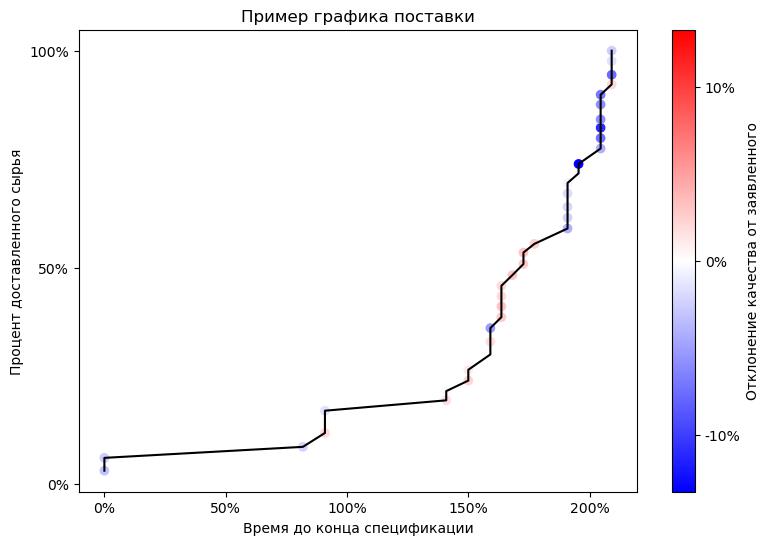 Пример графика поставки
100%
50%
0%
Процент доставленного сырья
0%
50%
100%
150%
200%
Время до конца спецификации
10%
0%
-10%
Отклонение качества от заявленного